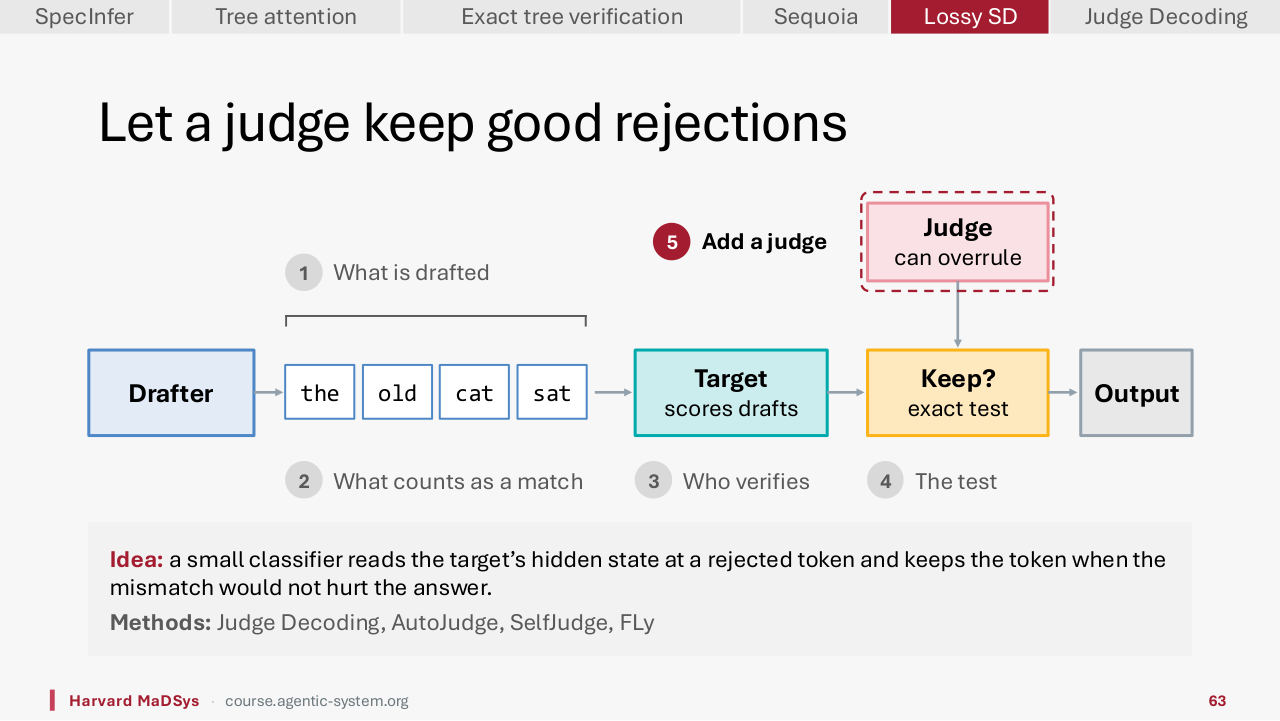 SpecInfer
Tree attention
Exact tree verification
Sequoia
Lossy SD
Judge Decoding
Let a judge keep good rejections
5
Add a judge
Judge
can overrule
1
What is drafted
Drafter
the
old
cat
sat
Target
scores drafts
Keep?
exact test
Output
2
What counts as a match
3
Who verifies
4
The test
Idea: a small classifier reads the target’s hidden state at a rejected token and keeps the token when the
mismatch would not hurt the answer.
Methods: Judge Decoding, AutoJudge, SelfJudge, FLy
Harvard MaDSys · course.agentic-system.org
63